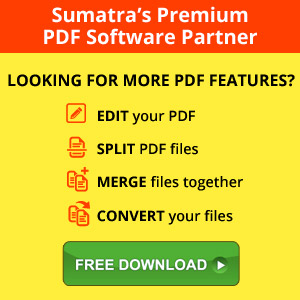 Sumatra’s Premium
PDF Software Partner
LOOKING FOR MORE PDF FEATURES?
EDIT your PDF
SPLIT PDF files
MERGE files together
CONVERT your files
FREE DOWNLOAD